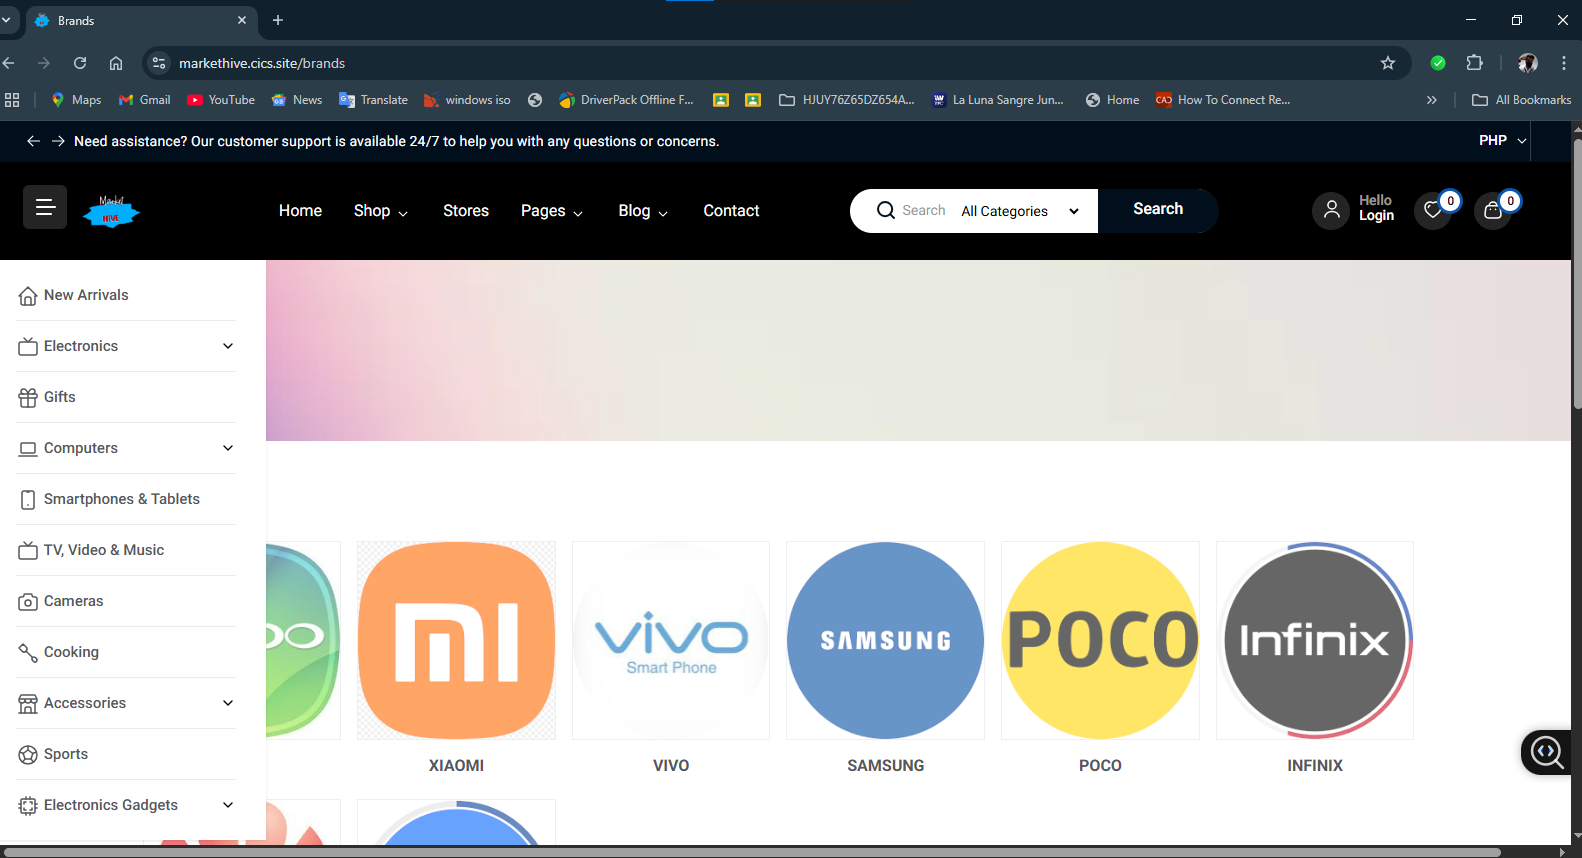 Brands
markethive.cics.site/brands
Maps
Gmail
YouTube
News
Translate
windows iso
DriverPack Offline F...
HJUY76Z65DZ654A...
La Luna Sangre Jun...
Home
How To Connect Re...
All Bookmarks
Need assistance? Our customer support is available 24/7 to help you with any questions or concerns.
PHP
Market
HIVE
Home
Shop
Stores
Pages
Blog
Contact
Search
All Categories
Search
Hello
Login
0
0
New Arrivals
Electronics
Gifts
Computers
Smartphones & Tablets
TV, Video & Music
Cameras
Cooking
Accessories
Sports
Electronics Gadgets
mi
vivo
Smart Phone
SAMSUNG
POCO
Infinix
XIAOMI
VIVO
SAMSUNG
POCO
INFINIX